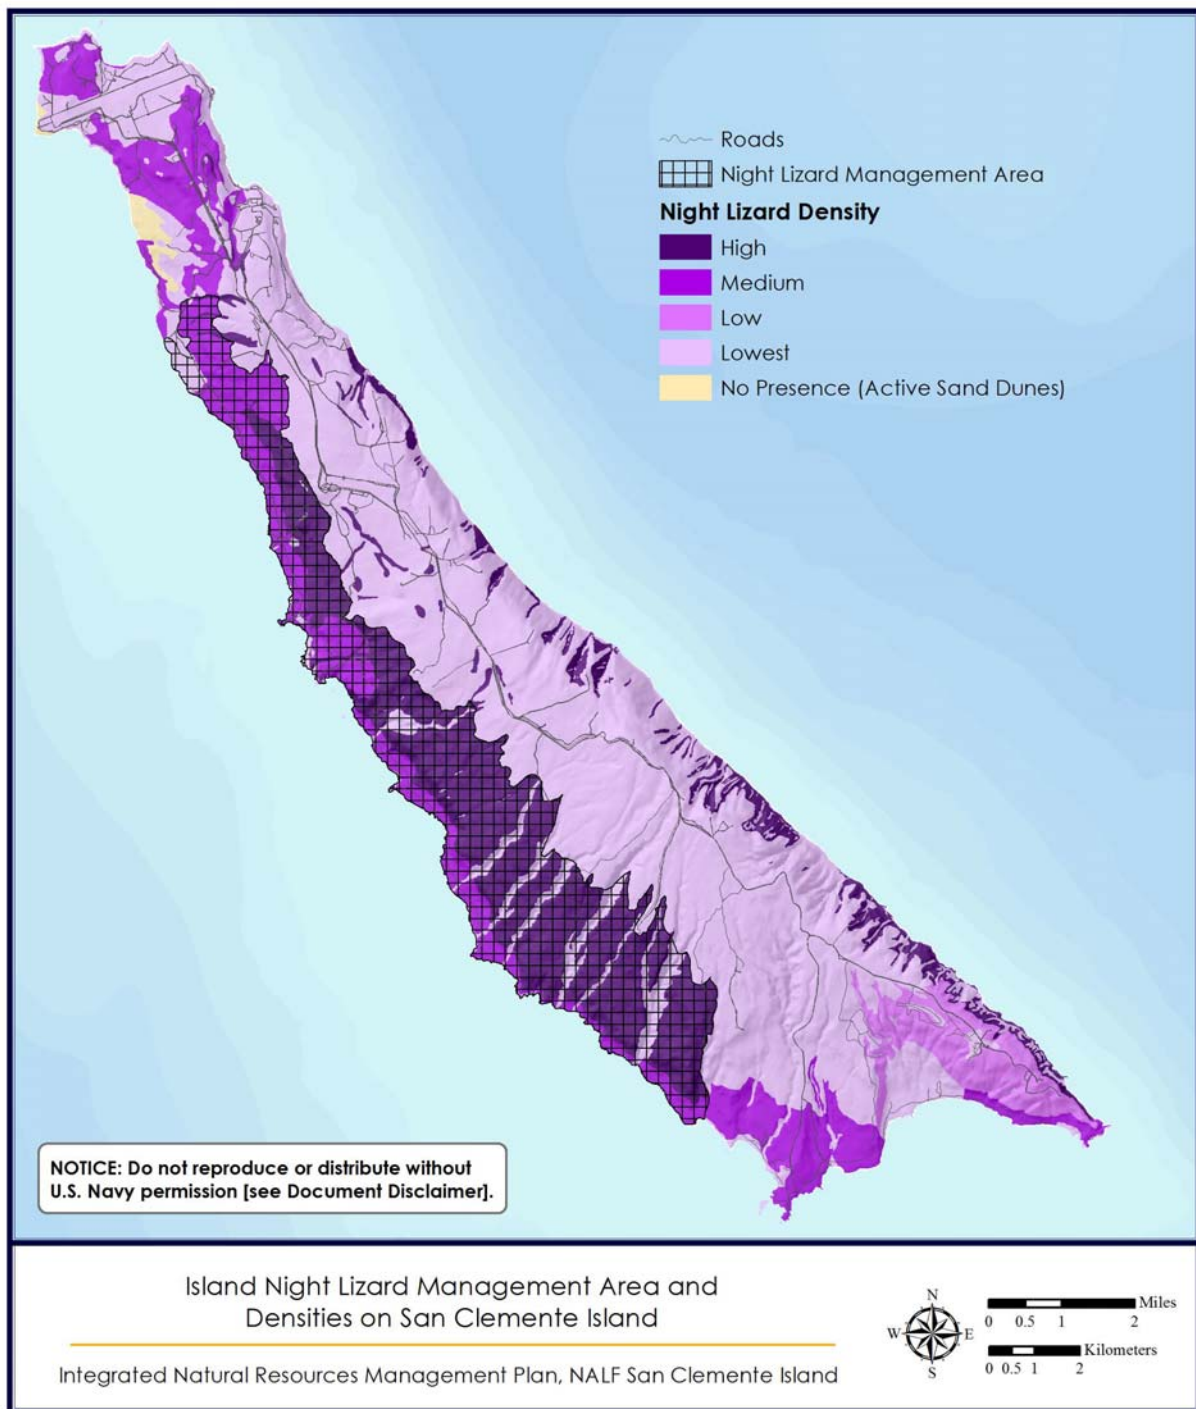 Roads
Night Lizard Management Area
Night Lizard Density
High
Medium
Low
Lowest
No Presence (Active Sand Dunes)
NOTICE: Do not reproduce or distribute without
U.S. Navy permission [see Document Disclaimer].
Island Night Lizard Management Area and
Densities on San Clemente Island
Integrated Natural Resources Management Plan, NALF San Clemente Island
N
W E
S
Miles
0 0.5 1 2
Kilometers
0 0.5 1 2